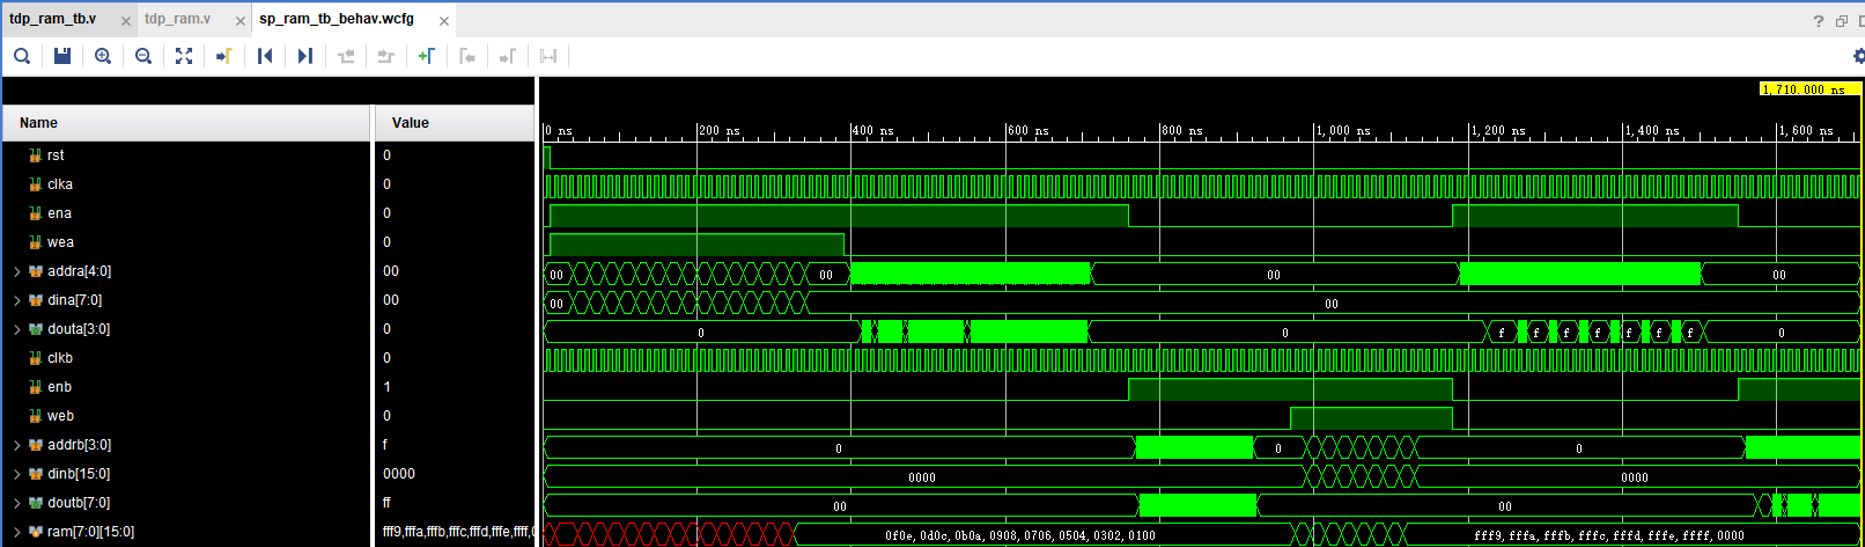 tdp_ram_tb.v × tdp_ram.v × sp_ram_tb_behav.wcfg × ?
1,710.000 ns
Name Value
0 ns 200 ns 400 ns 600 ns 800 ns 1,000 ns 1,200 ns 1,400 ns 1,600 ns
rst 0
clka 0
ena 0
wea 0
addra[4:0] 00 00 00 00 00
dina[7:0] 00 00 00
douta[3:0] 0 0 0 f f f f f f f 0
clkb 0
enb 1
web 0
addrb[3:0] f 0 0 0
dinb[15:0] 0000 0000 0000
doutb[7:0] ff 00 00
ram[7:0][15:0] fff9,fffa,fffb,fffc,fffd,fffe,ffff, 0f0e, 0d0c, 0b0a, 0908, 0706, 0504, 0302, 0100 fff9, fffa, fffb, fffc, fffd, fffe, ffff, 0000